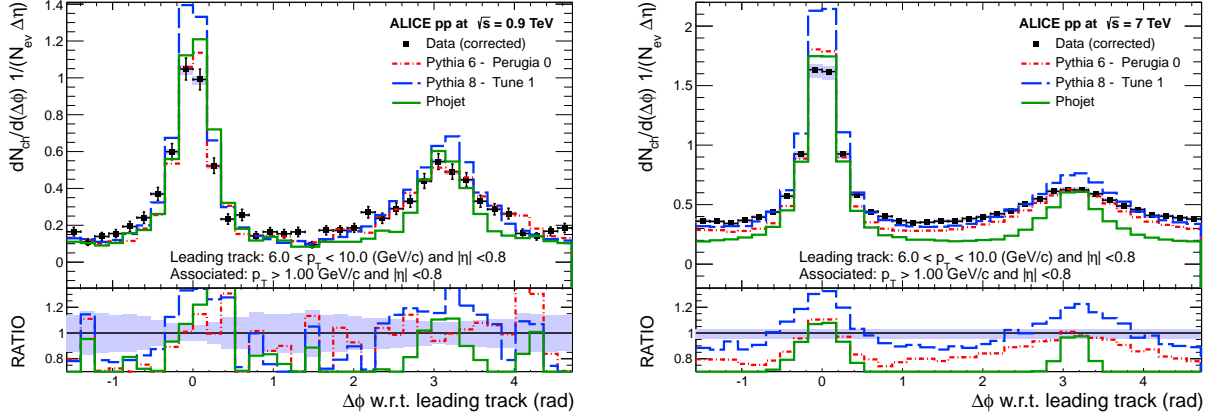 dN_ch/d(Δϕ) 1/(N_ev Δη)
1.4
1.2
1
0.8
0.6
0.4
0.2
0
ALICE pp at √s = 0.9 TeV
Data (corrected)
Pythia 6 - Perugia 0
Pythia 8 - Tune 1
Phojet
Leading track: 6.0 < p_T < 10.0 (GeV/c) and |η| <0.8
Associated: p_T > 1.00 GeV/c and |η| <0.8
RATIO
1.2
1
0.8
-1 0 1 2 3 4
Δϕ w.r.t. leading track (rad)
dN_ch/d(Δϕ) 1/(N_ev Δη)
2
1.5
1
0.5
0
ALICE pp at √s = 7 TeV
Data (corrected)
Pythia 6 - Perugia 0
Pythia 8 - Tune 1
Phojet
Leading track: 6.0 < p_T < 10.0 (GeV/c) and |η| <0.8
Associated: p_T > 1.00 GeV/c and |η| <0.8
RATIO
1.2
1
0.8
-1 0 1 2 3 4
Δϕ w.r.t. leading track (rad)